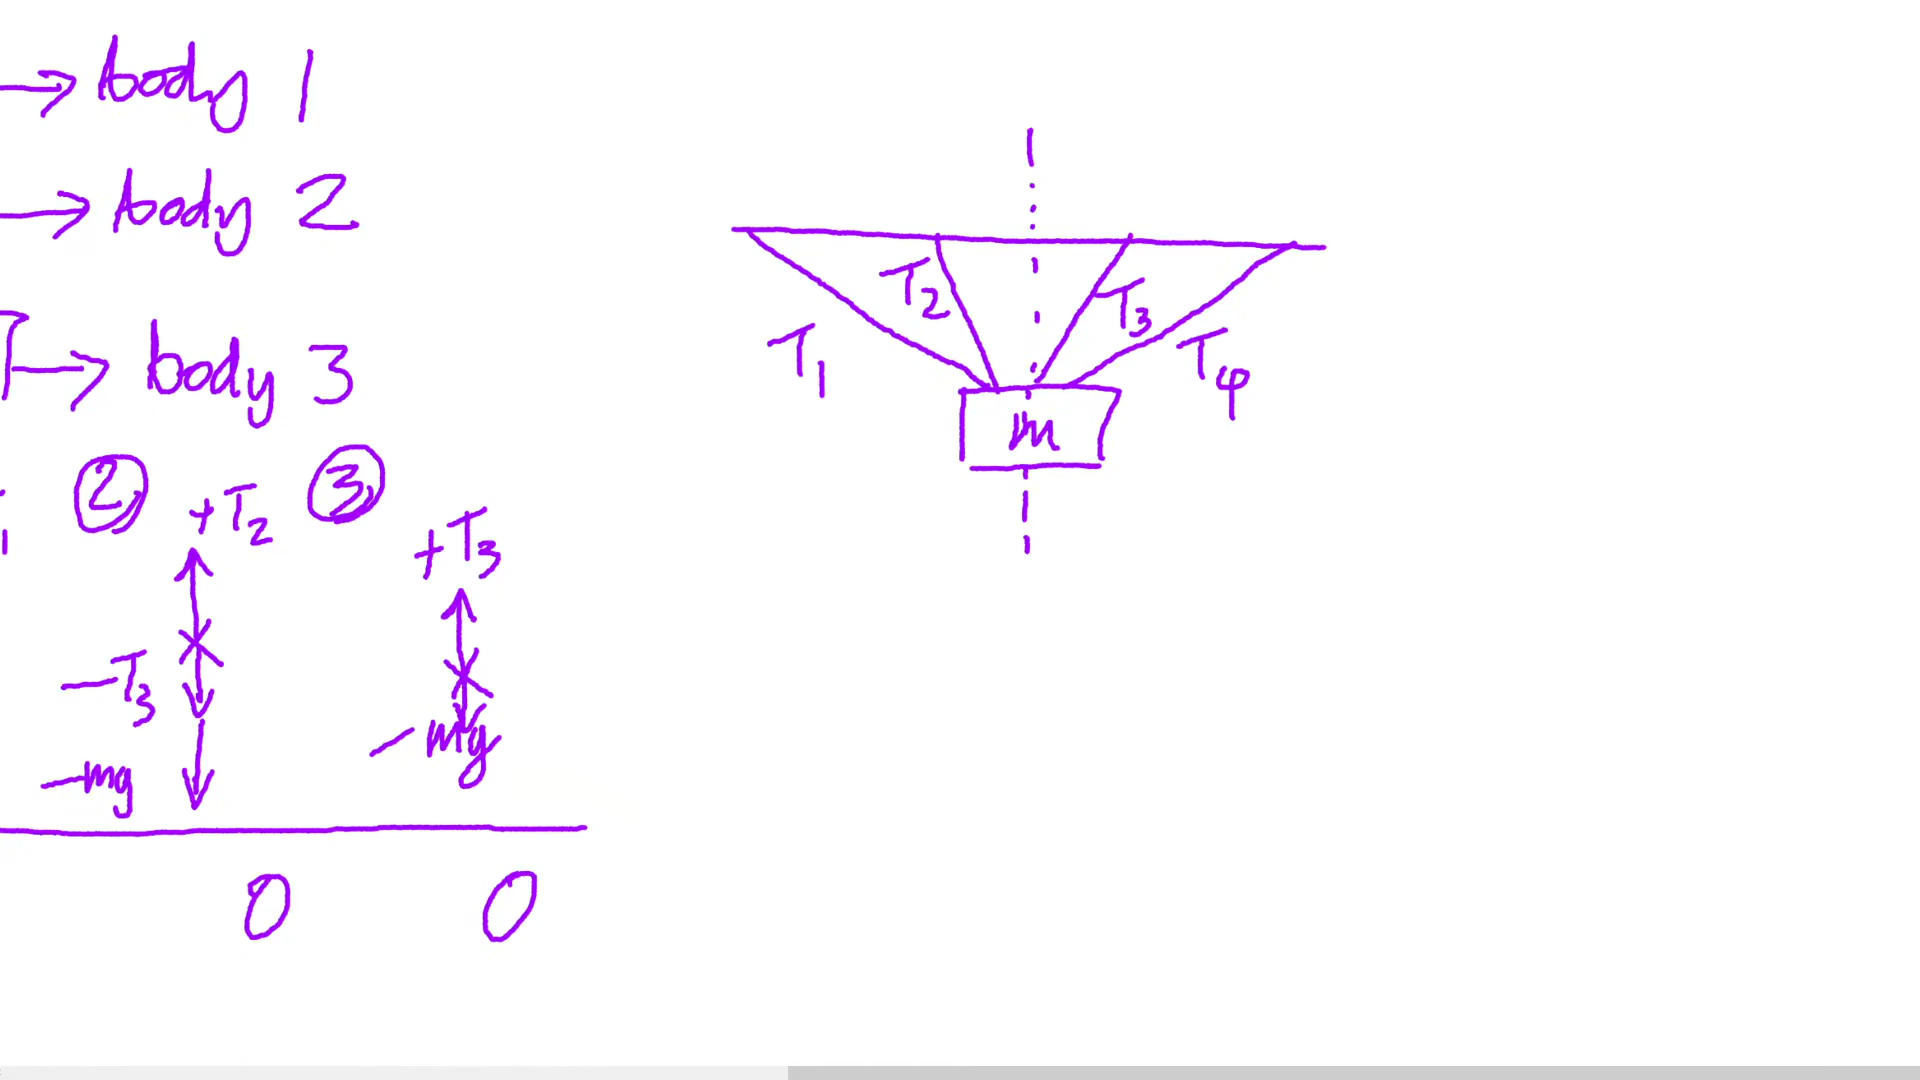 → body 1
→ body 2
→ body 3
② +T₂ ③ +T₃
-T₃
-mg
-mg
0 0
T₂ T₃
T₁ T₄
m